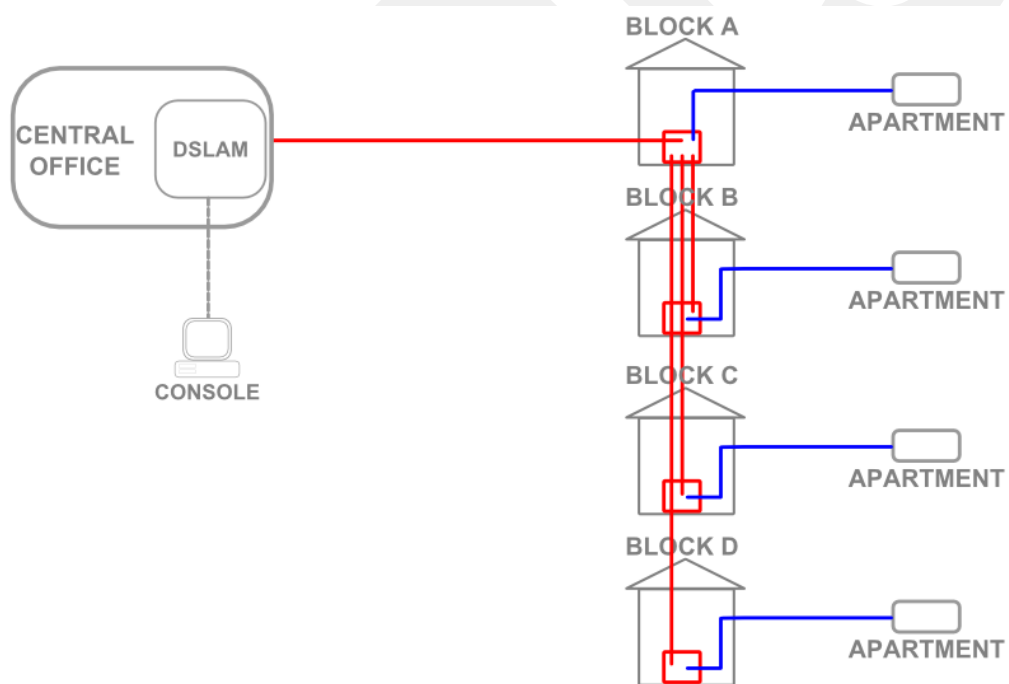 BLOCK A
CENTRAL
OFFICE
DSLAM
APARTMENT
BLOCK B
APARTMENT
BLOCK C
CONSOLE
APARTMENT
BLOCK D
APARTMENT